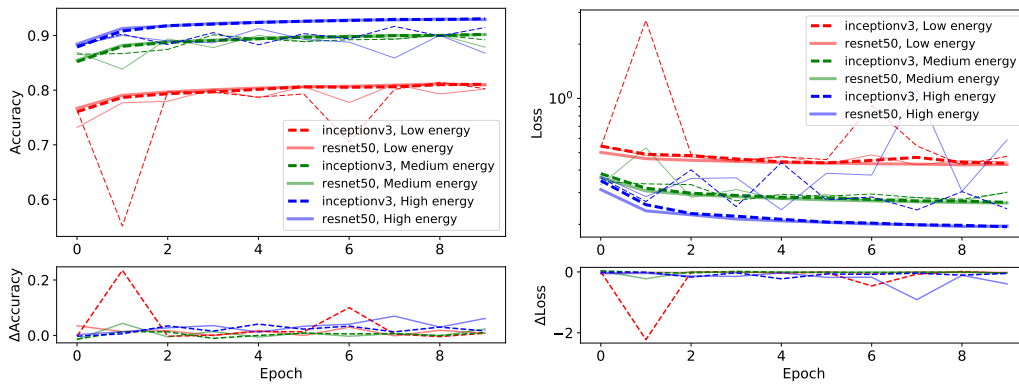 0.9
0.8
0.7
0.6
Accuracy
0 2 4 6 8
inceptionv3, Low energy
resnet50, Low energy
inceptionv3, Medium energy
resnet50, Medium energy
inceptionv3, High energy
resnet50, High energy
0.2
0.0
ΔAccuracy
0 2 4 6 8
Epoch
10⁰
Loss
0 2 4 6 8
inceptionv3, Low energy
resnet50, Low energy
inceptionv3, Medium energy
resnet50, Medium energy
inceptionv3, High energy
resnet50, High energy
0
−2
ΔLoss
0 2 4 6 8
Epoch